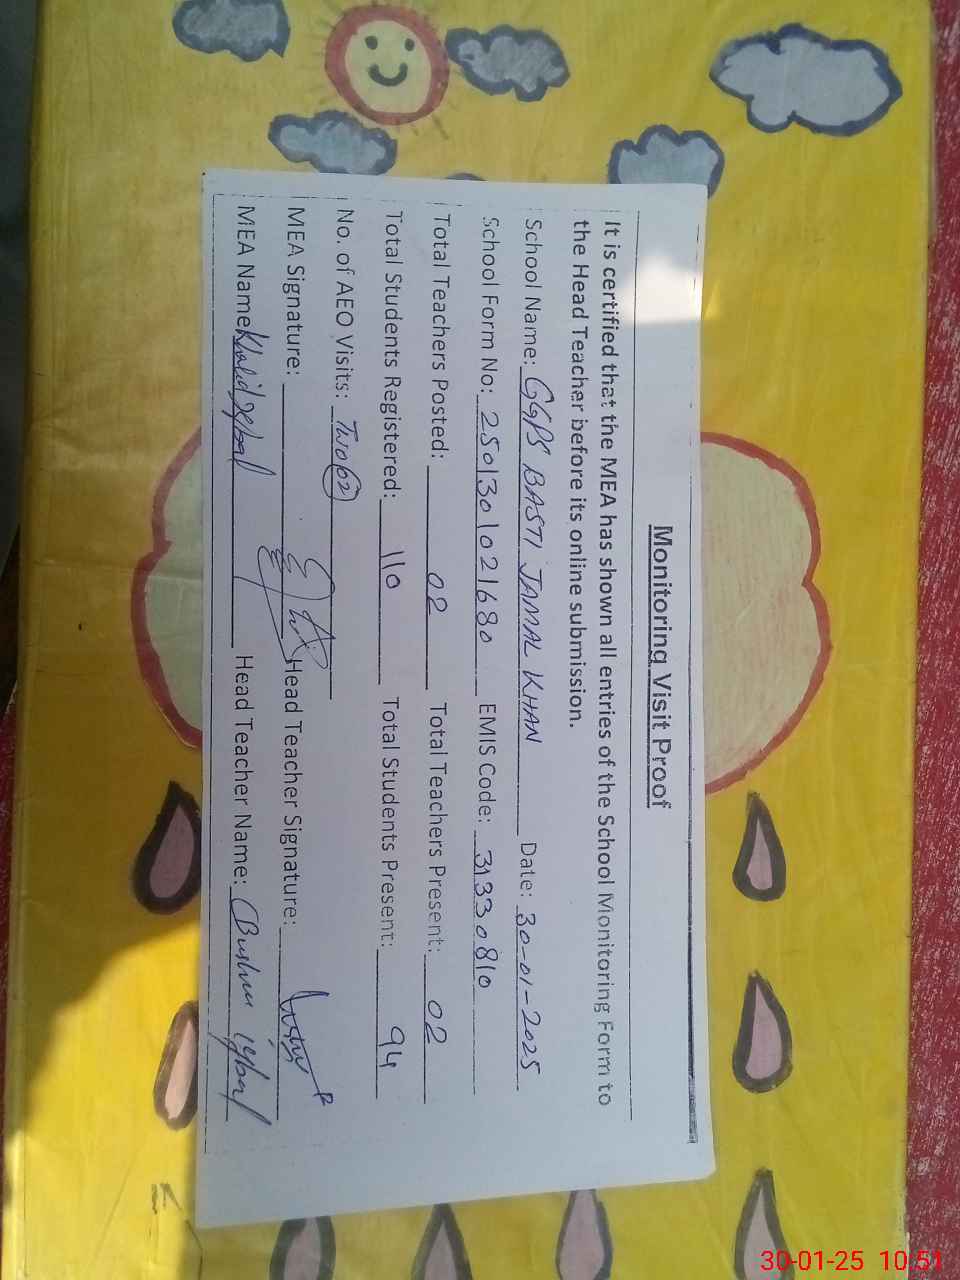 Monitoring Visit Proof
It is certified that the MEA has shown all entries of the School Monitoring Form to
the Head Teacher before its online submission.
School Name: GGPS BASTI JAMAL KHAN Date: 30-01-2025
School Form No: 2501301021680 EMIS Code: 31330810
Total Teachers Posted: 02 Total Teachers Present: 02
Total Students Registered: 110 Total Students Present: 94
No. of AEO Visits: Two 02
MEA Signature: Head Teacher Signature:
MEA Name: Khalid Iqbal Head Teacher Name: Bushra iqbal
30-01-25 10:51